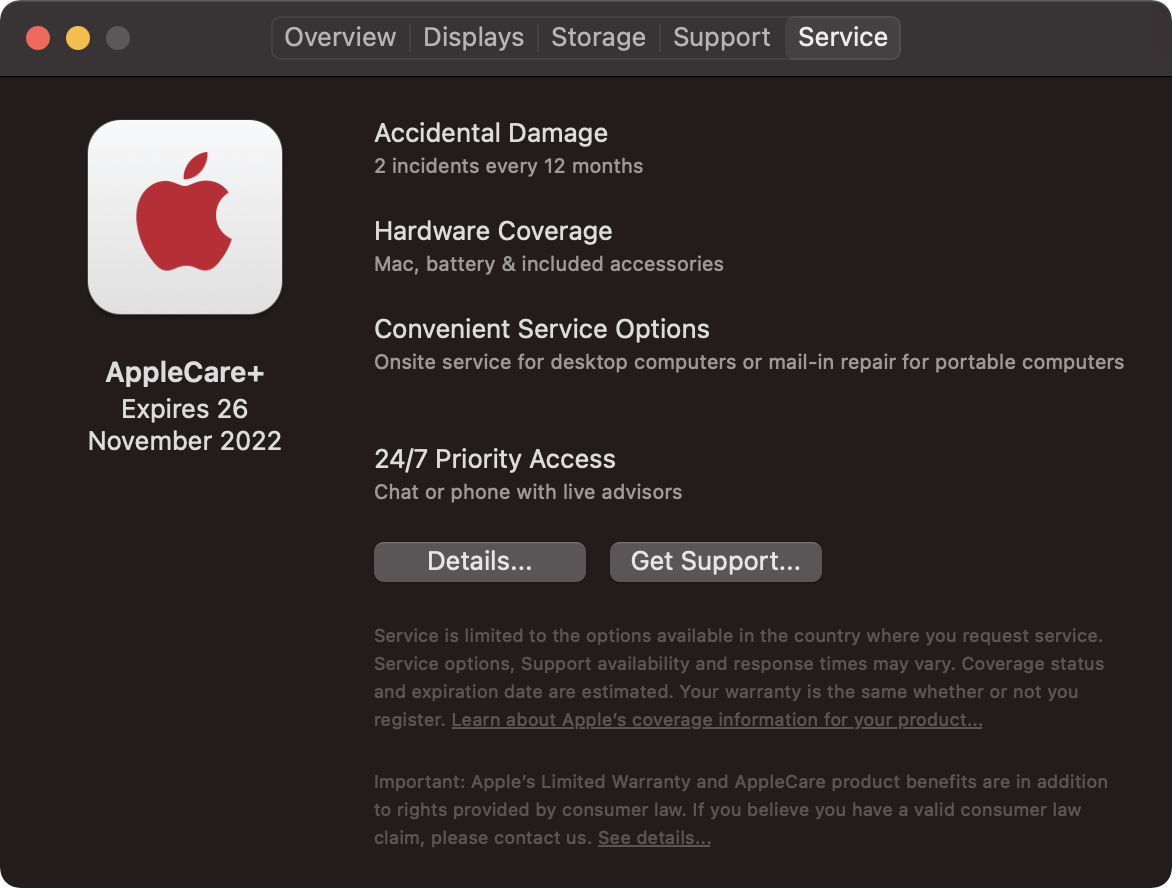 Overview Displays Storage Support Service
AppleCare+
Expires 26
November 2022
Accidental Damage
2 incidents every 12 months
Hardware Coverage
Mac, battery & included accessories
Convenient Service Options
Onsite service for desktop computers or mail-in repair for portable computers
24/7 Priority Access
Chat or phone with live advisors
Details... Get Support...
Service is limited to the options available in the country where you request service.
Service options, Support availability and response times may vary. Coverage status
and expiration date are estimated. Your warranty is the same whether or not you
register. Learn about Apple’s coverage information for your product...
Important: Apple’s Limited Warranty and AppleCare product benefits are in addition
to rights provided by consumer law. If you believe you have a valid consumer law
claim, please contact us. See details...